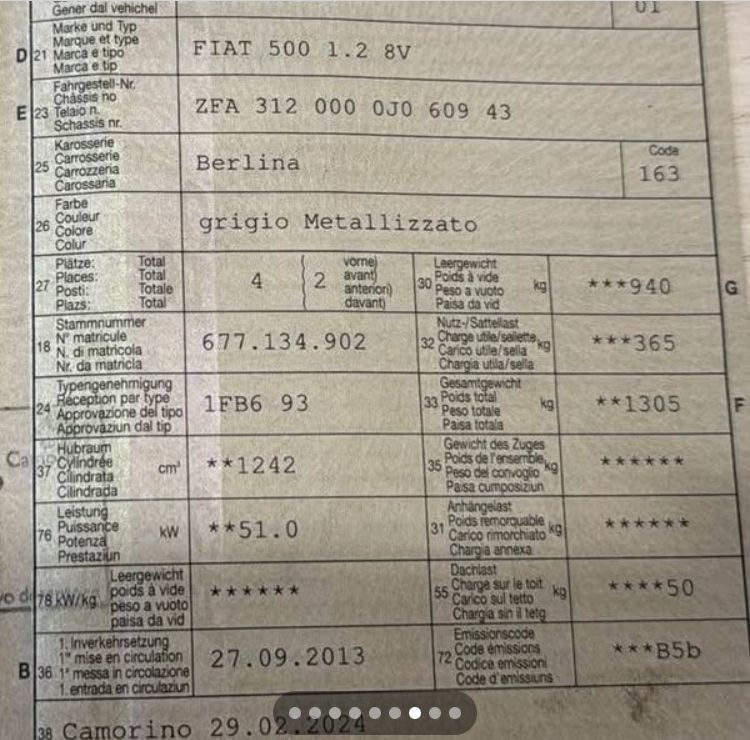 Gener dal vehichel
01
Marke und Typ
Marque et type
D 21 Marca e tipo
Marca e tip
FIAT 500 1.2 8V
Fahrgestell-Nr.
Châssis no
E 23 Telaio n.
Schassis nr.
ZFA 312 000 0J0 609 43
Karosserie
Carrosserie
25 Carrozzeria
Carossaria
Berlina
Code
163
Farbe
Couleur
26 Colore
Colur
grigio Metallizzato
Plätze: Total
Places: Total
27 Posti: Totale
Plazs: Total
4
2
vorne)
avant)
anteriori)
davant)
Leergewicht
Poids à vide
30 Peso a vuoto kg
Paisa da vid
***940
G
Stammnummer
N° matricule
18 N. di matricola
Nr. da matricla
677.134.902
Nutz-/Sattellast
Charge utile/sellette
32 Carico utile/sella kg
Chargia utila/sella
***365
Typengenehmigung
Réception par type
24 Approvazione del tipo
Approvaziun dal tip
1FB6 93
Gesamtgewicht
Poids total
33 Peso totale kg
Paisa totala
**1305
F
Hubraum
Cylindrée
37 Cilindrata cm³
Cilindrada
**1242
Gewicht des Zuges
Poids de l'ensemble
35 Peso del convoglio kg
Paisa cumposiziun
******
Leistung
Puissance
76 Potenza kW
Prestaziun
**51.0
Anhängelast
Poids remorquable
31 Carico rimorchiato kg
Chargia annexa
******
Leergewicht
poids à vide
78 kW/kg peso a vuoto
paisa da vid
******
Dachlast
Charge sur le toit
55 Carico sul tetto kg
Chargia sin il tetg
****50
1. Inverkehrsetzung
1re mise en circulation
B 36 1ª messa in circolazione
1. entrada en circulaziun
27.09.2013
Emissionscode
Code émissions
72 Codice emissioni
Code d'emissiuns
***B5b
38 Camorino 29.02.2024